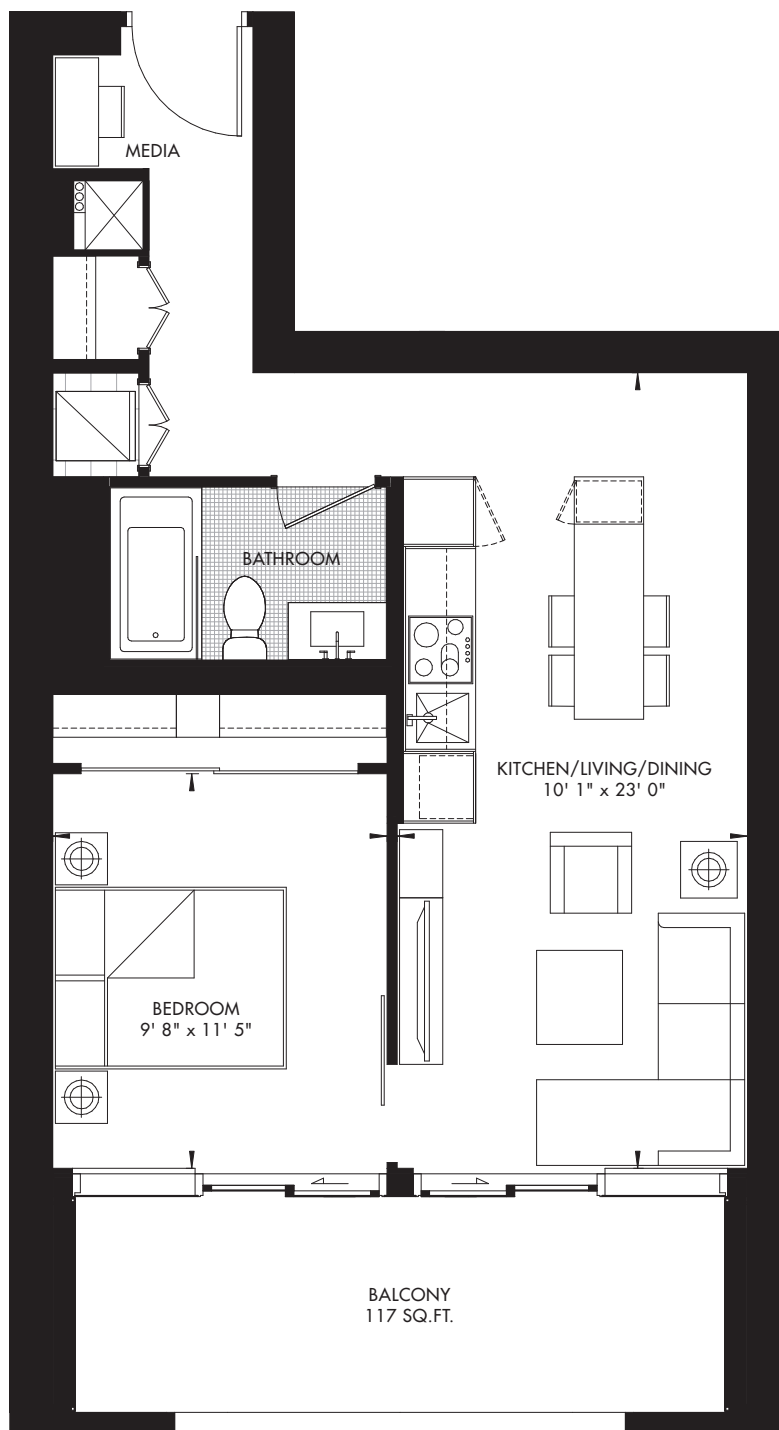 MEDIA
BATHROOM
KITCHEN/LIVING/DINING
10' 1" x 23' 0"
BEDROOM
9' 8" x 11' 5"
BALCONY
117 SQ.FT.